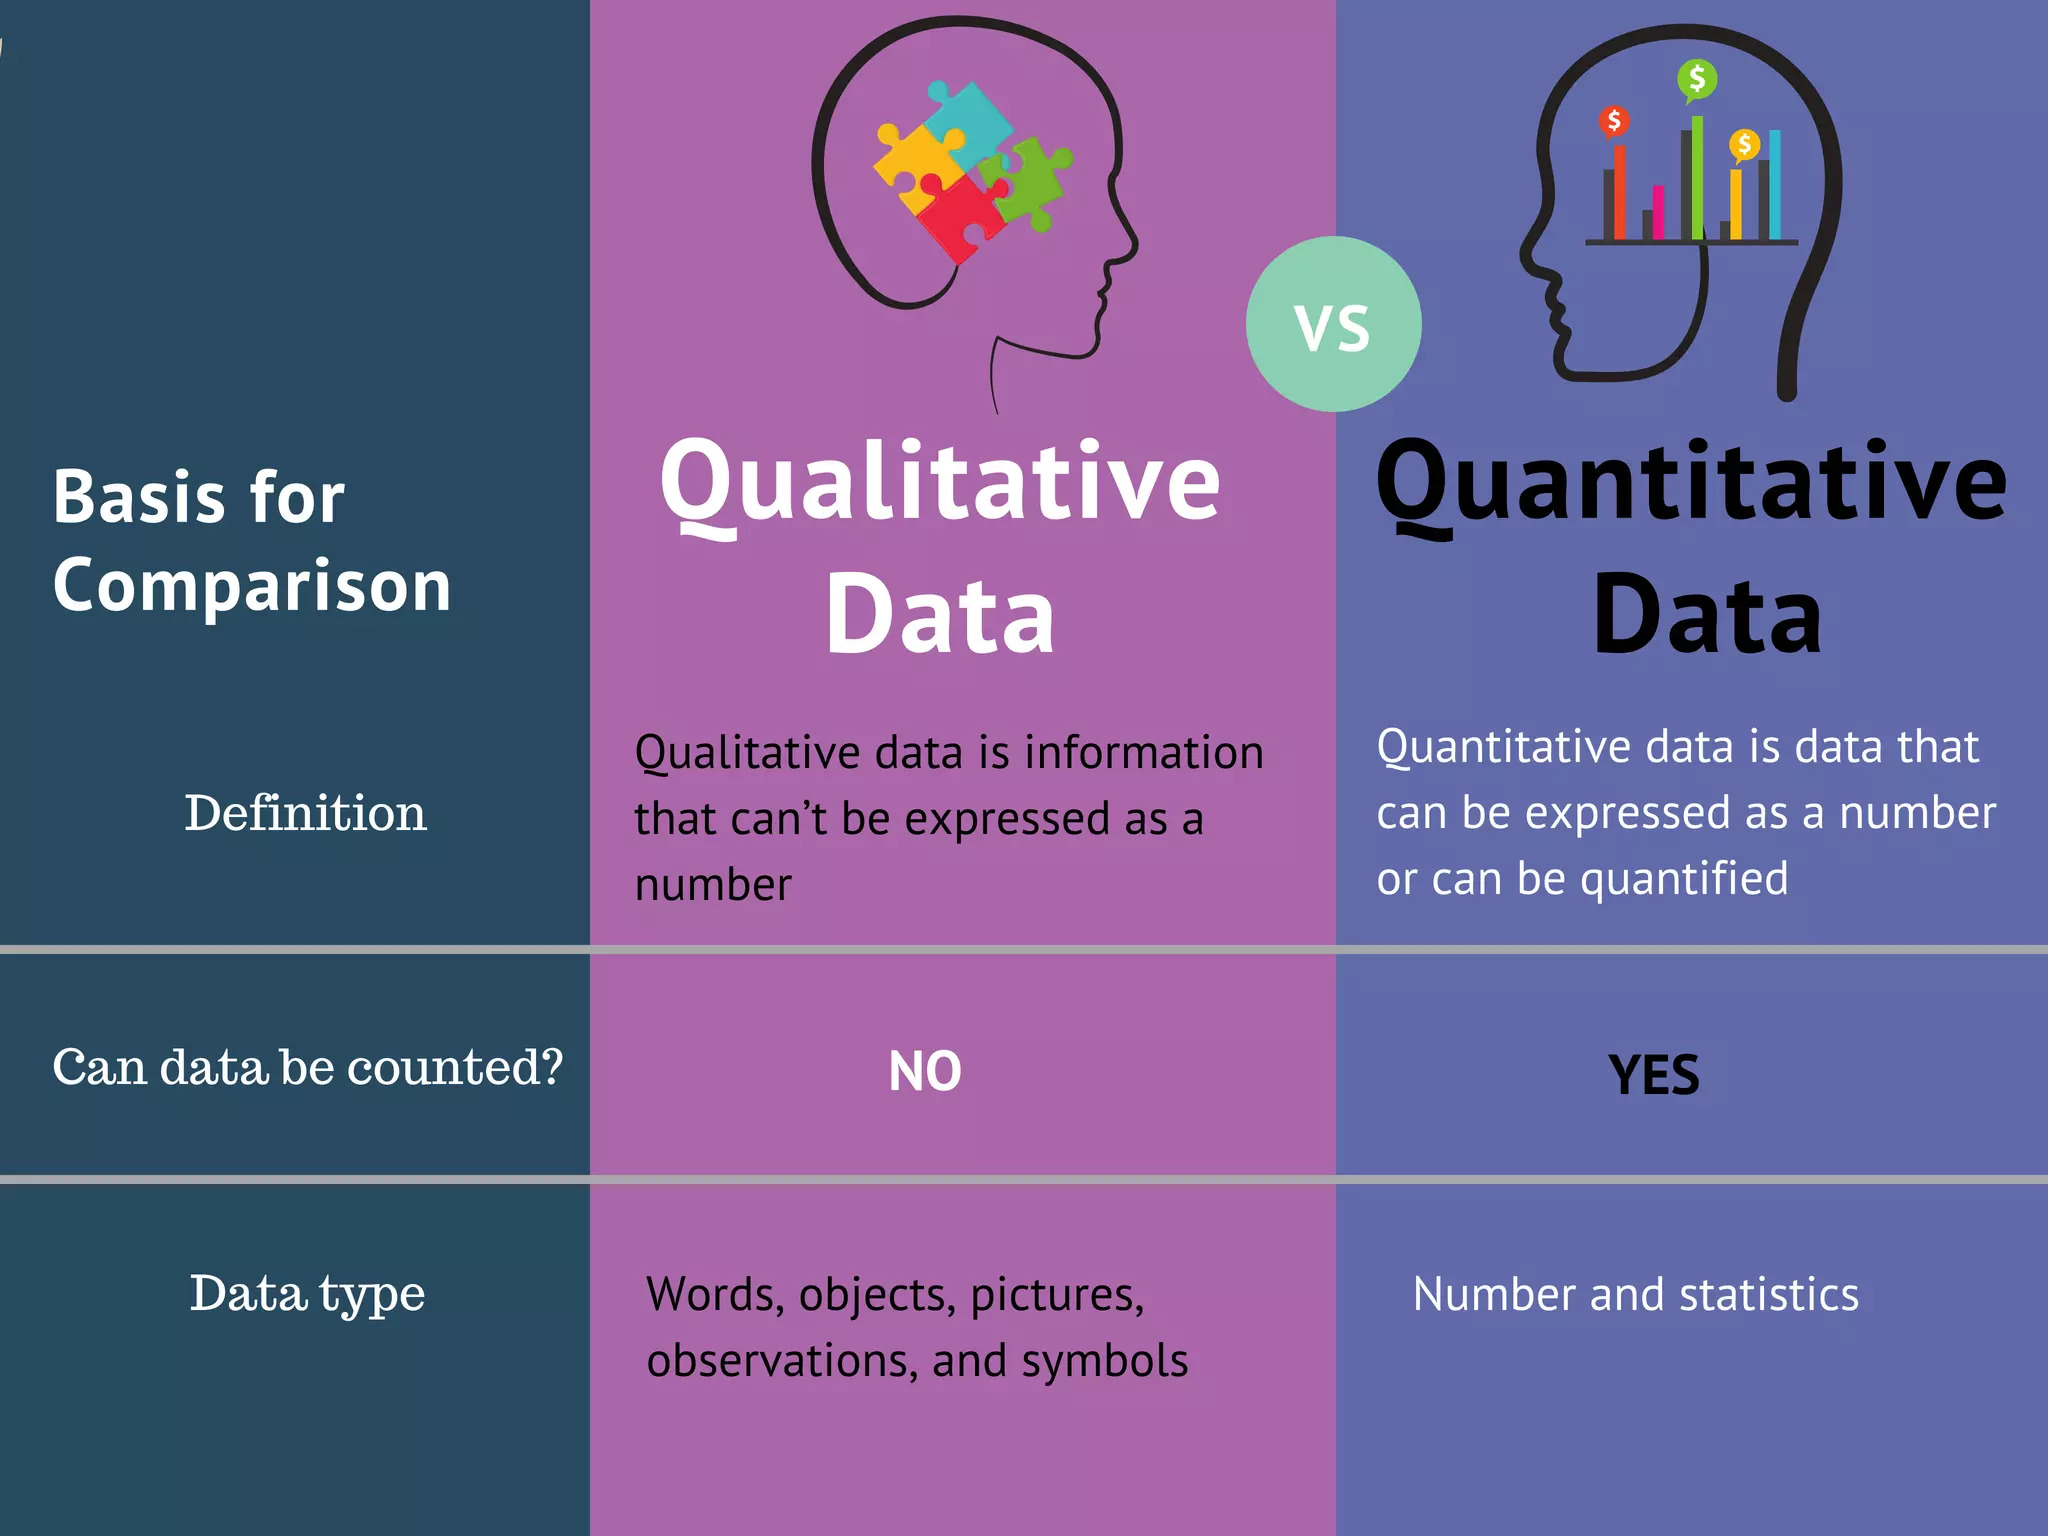 $
$
$
VS
Basis for
Comparison
Qualitative
Data
Quantitative
Data
Definition
Qualitative data is information
that can’t be expressed as a
number
Quantitative data is data that
can be expressed as a number
or can be quantified
Can data be counted?
NO
YES
Data type
Words, objects, pictures,
observations, and symbols
Number and statistics